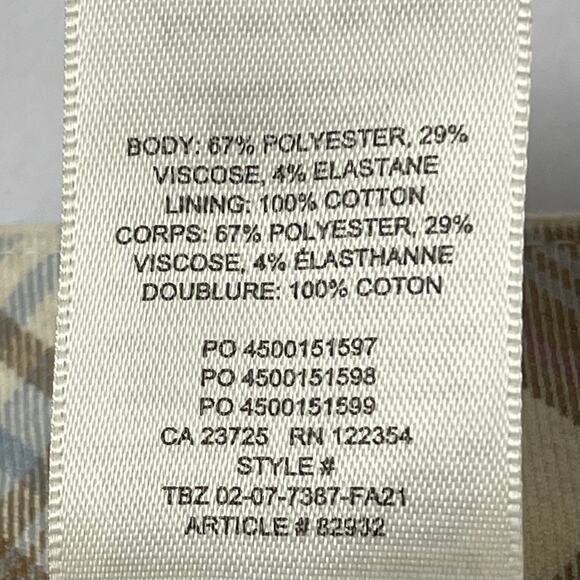 BODY: 67% POLYESTER, 29%
VISCOSE, 4% ELASTANE
LINING: 100% COTTON
CORPS: 67% POLYESTER, 29%
VISCOSE, 4% ÉLASTHANNE
DOUBLURE: 100% COTON
PO 4500151597
PO 4500151598
PO 4500151599
CA 23725 RN 122354
STYLE #
TBZ 02-07-7387-FA21
ARTICLE # 82932